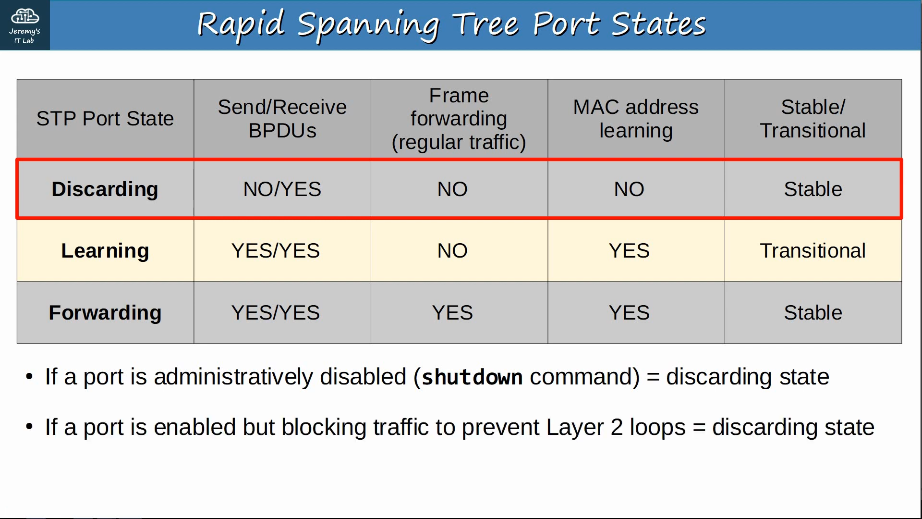 Jeremy's
IT Lab
Rapid Spanning Tree Port States
STP Port State
Send/Receive
BPDUs
Frame
forwarding
(regular traffic)
MAC address
learning
Stable/
Transitional
Discarding NO/YES NO NO Stable
Learning YES/YES NO YES Transitional
Forwarding YES/YES YES YES Stable
• If a port is administratively disabled (shutdown command) = discarding state
• If a port is enabled but blocking traffic to prevent Layer 2 loops = discarding state